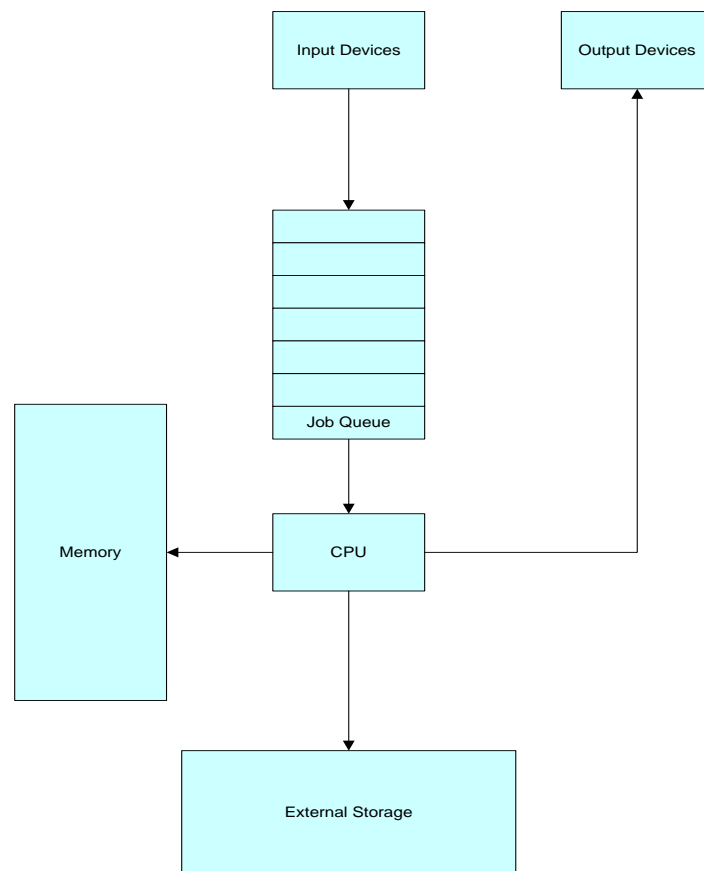 Input Devices
Output Devices
Job Queue
Memory
CPU
External Storage